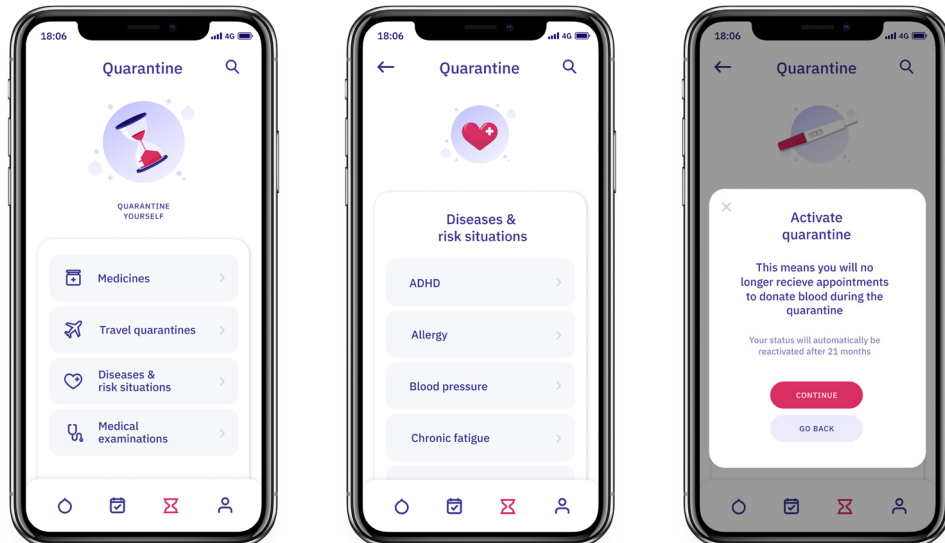 18:06
4G
Quarantine
QUARANTINE
YOURSELF
Medicines
Travel quarantines
Diseases &
risk situations
Medical
examinations
18:06
4G
Quarantine
Diseases &
risk situations
ADHD
Allergy
Blood pressure
Chronic fatigue
18:06
4G
Quarantine
Activate
quarantine
This means you will no
longer recieve appointments
to donate blood during the
quarantine
Your status will automatically be
reactivated after 21 months
CONTINUE
GO BACK